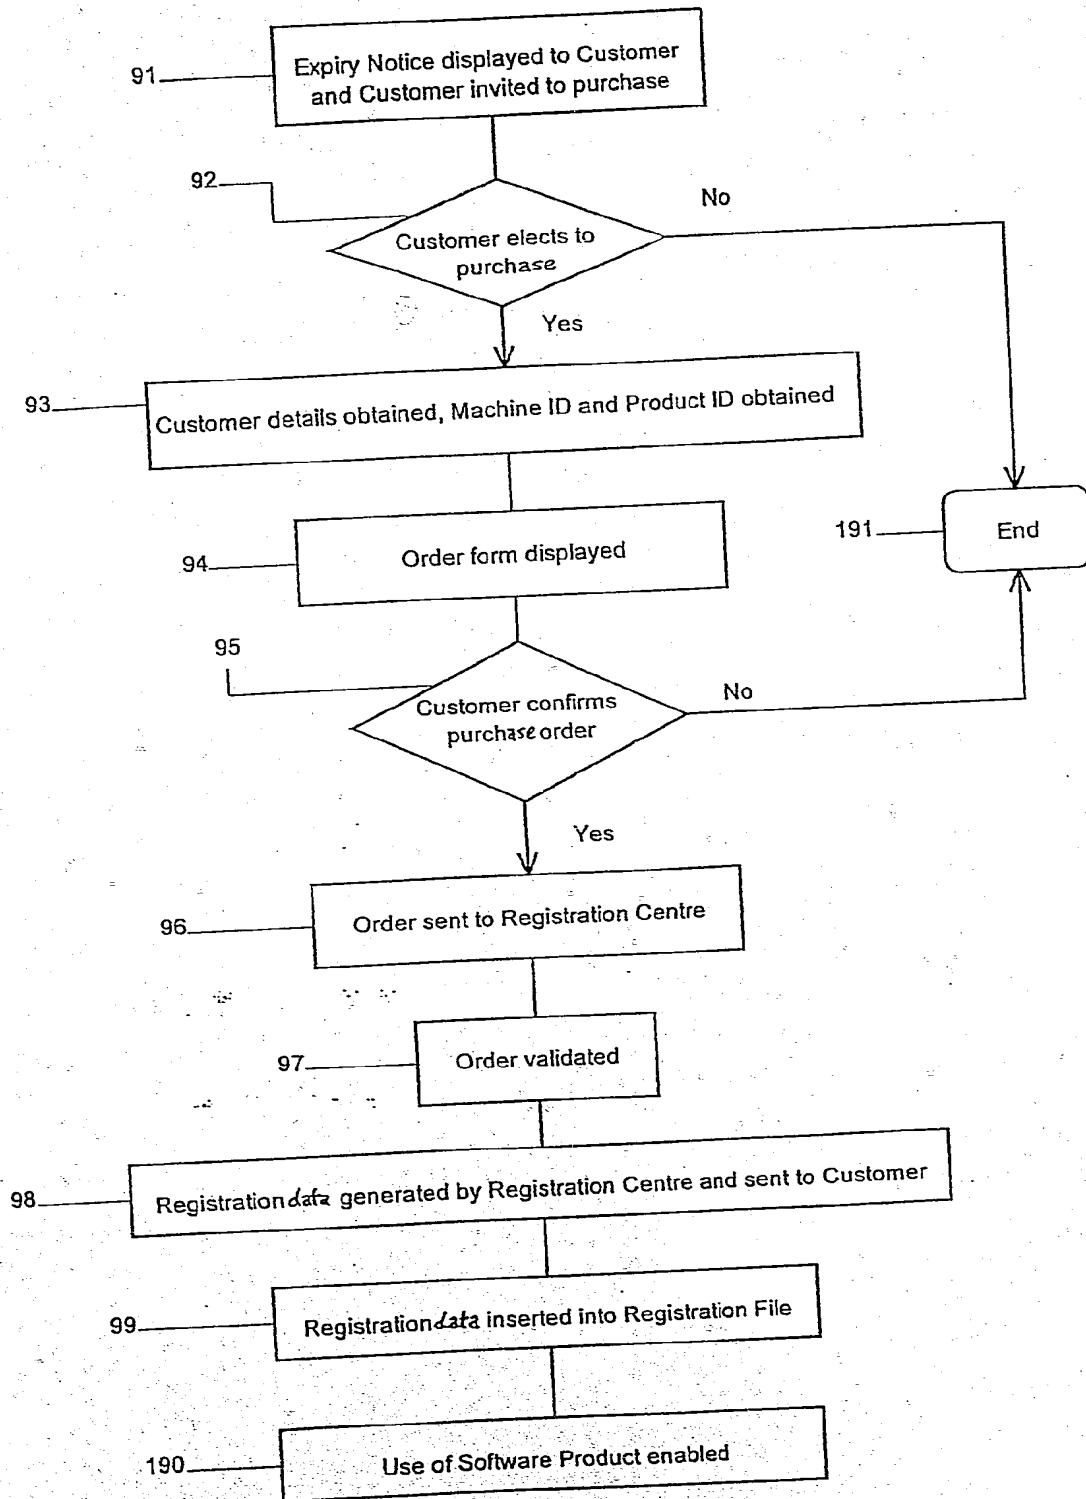 91
Expiry Notice displayed to Customer
and Customer invited to purchase
92
No
Customer elects to
purchase
Yes
93
Customer details obtained, Machine ID and Product ID obtained
94
Order form displayed
191
End
95
Customer confirms
purchase order
No
Yes
96
Order sent to Registration Centre
97
Order validated
98
Registration data generated by Registration Centre and sent to Customer
99
Registration data inserted into Registration File
190
Use of Software Product enabled